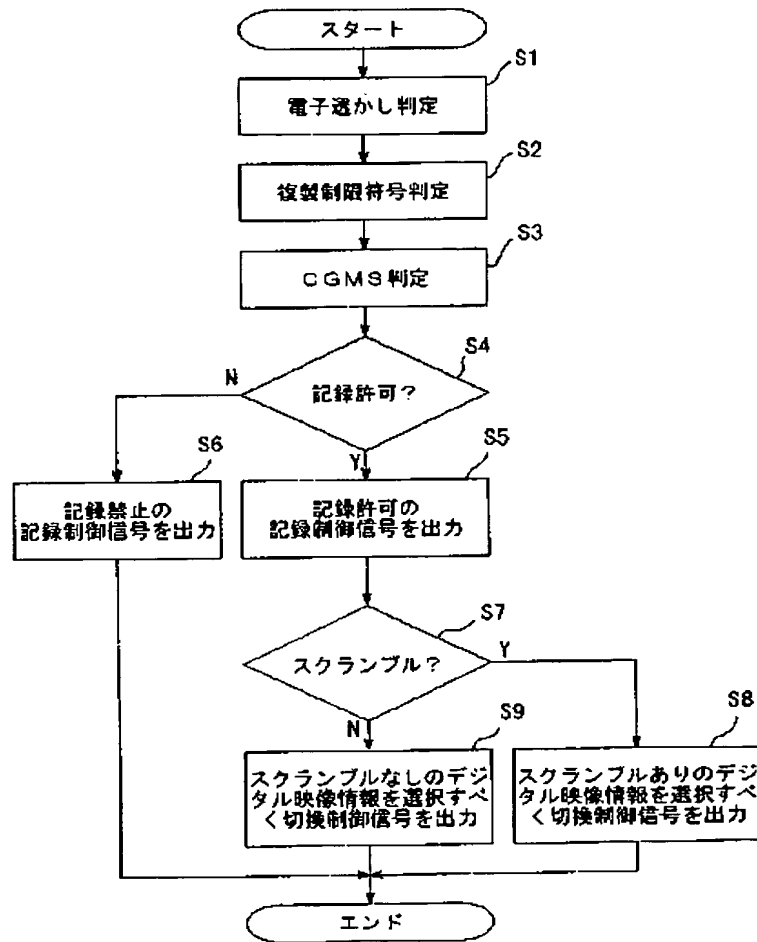 スタート
S1
電子透かし判定
S2
複製制限符号判定
S3
CGMS判定
S4
N
記録許可?
S6
Y
S5
記録禁止の
記録制御信号を出力
記録許可の
記録制御信号を出力
S7
スクランブル?
Y
N
S9
S8
スクランブルなしのデジ
タル映像情報を選択すべ
く切換制御信号を出力
スクランブルありのデジ
タル映像情報を選択すべ
く切換制御信号を出力
エンド